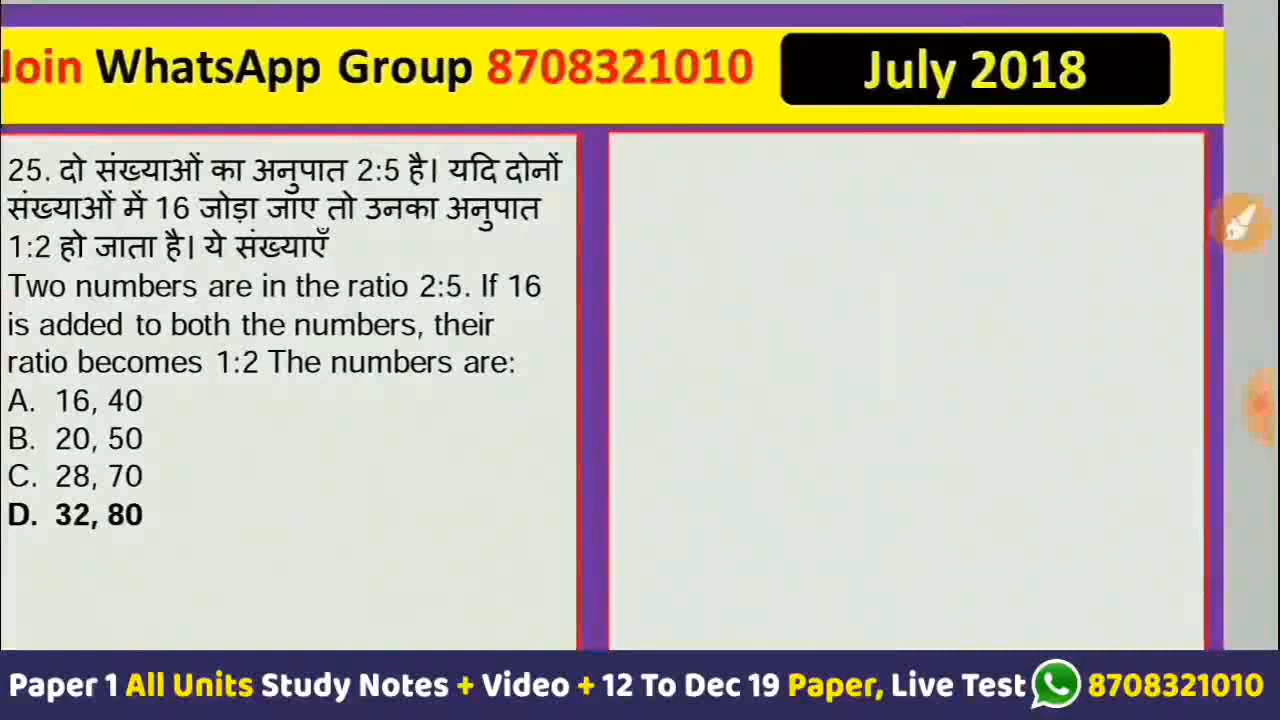 Join WhatsApp Group 8708321010
July 2018
25. दो संख्याओं का अनुपात 2:5 है। यदि दोनों
संख्याओं में 16 जोड़ा जाए तो उनका अनुपात
1:2 हो जाता है। ये संख्याएँ
Two numbers are in the ratio 2:5. If 16
is added to both the numbers, their
ratio becomes 1:2 The numbers are:
A. 16, 40
B. 20, 50
C. 28, 70
D. 32, 80
Paper 1 All Units Study Notes + Video + 12 To Dec 19 Paper, Live Test 8708321010